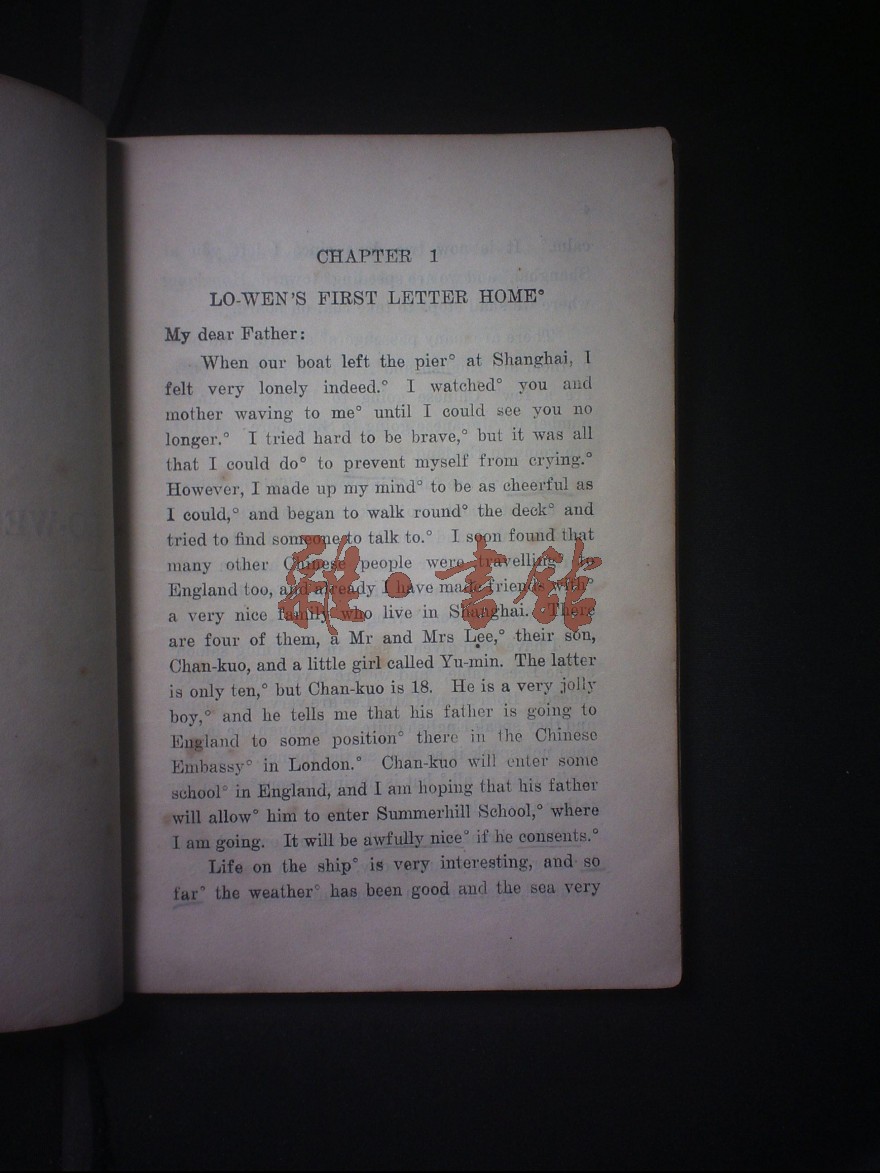 CHAPTER 1
LO-WEN'S FIRST LETTER HOME°
My dear Father:
When our boat left the pier° at Shanghai, I
felt very lonely indeed.° I watched° you and
mother waving to me° until I could see you no
longer.° I tried hard to be brave,° but it was all
that I could do° to prevent myself from crying.°
However, I made up my mind° to be as cheerful as
I could,° and began to walk round° the deck° and
tried to find someone to talk to.° I soon found that
many other Chinese people were travelling° to
England too, and already I have made friends with°
a very nice family who live in Shanghai. There
are four of them, a Mr and Mrs Lee,° their son,
Chan-kuo, and a little girl called Yu-min. The latter
is only ten,° but Chan-kuo is 18. He is a very jolly
boy,° and he tells me that his father is going to
England to some position° there in the Chinese
Embassy° in London.° Chan-kuo will enter some
school° in England, and I am hoping that his father
will allow° him to enter Summerhill School,° where
I am going. It will be awfully nice° if he consents.°
Life on the ship° is very interesting, and so
far° the weather° has been good and the sea very
雜·書館